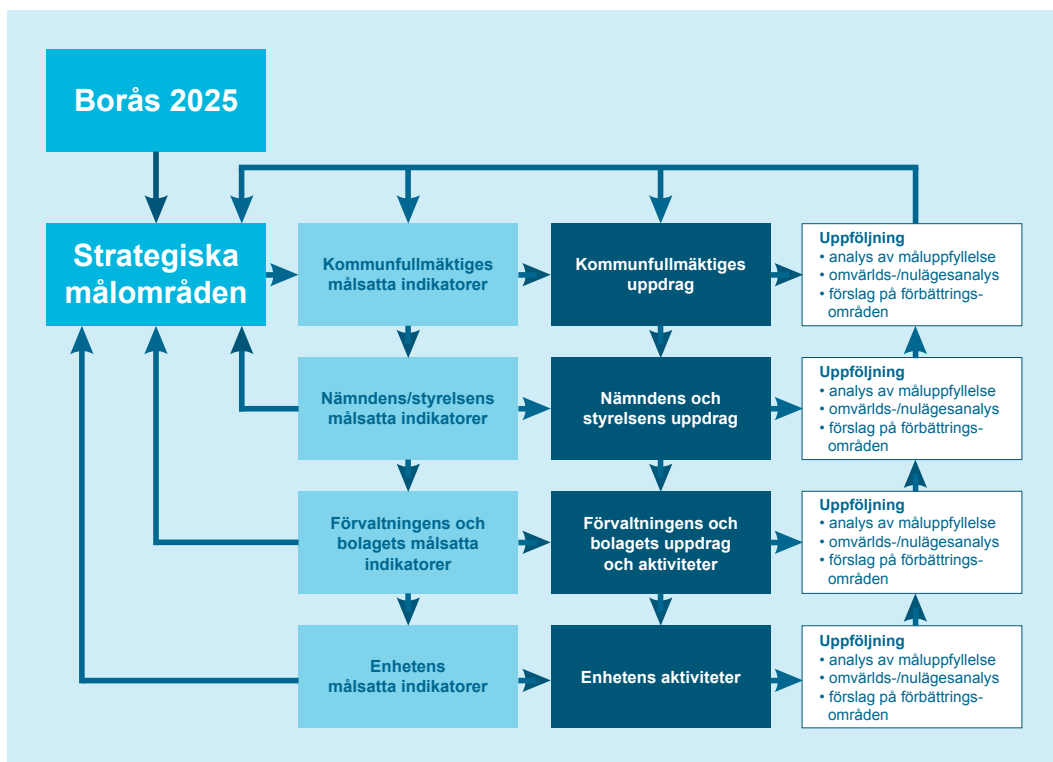 Borås 2025
Strategiska
målområden
Kommunfullmäktiges
målsatta indikatorer
Kommunfullmäktiges
uppdrag
Uppföljning
• analys av måluppfyllelse
• omvärlds-/nulägesanalys
• förslag på förbättrings-
områden
Nämndens/styrelsens
målsatta indikatorer
Nämndens och
styrelsens uppdrag
Uppföljning
• analys av måluppfyllelse
• omvärlds-/nulägesanalys
• förslag på förbättrings-
områden
Förvaltningens och
bolagets målsatta
indikatorer
Förvaltningens och
bolagets uppdrag
och aktiviteter
Uppföljning
• analys av måluppfyllelse
• omvärlds-/nulägesanalys
• förslag på förbättrings-
områden
Enhetens
målsatta indikatorer
Enhetens aktiviteter
Uppföljning
• analys av måluppfyllelse
• omvärlds-/nulägesanalys
• förslag på förbättrings-
områden